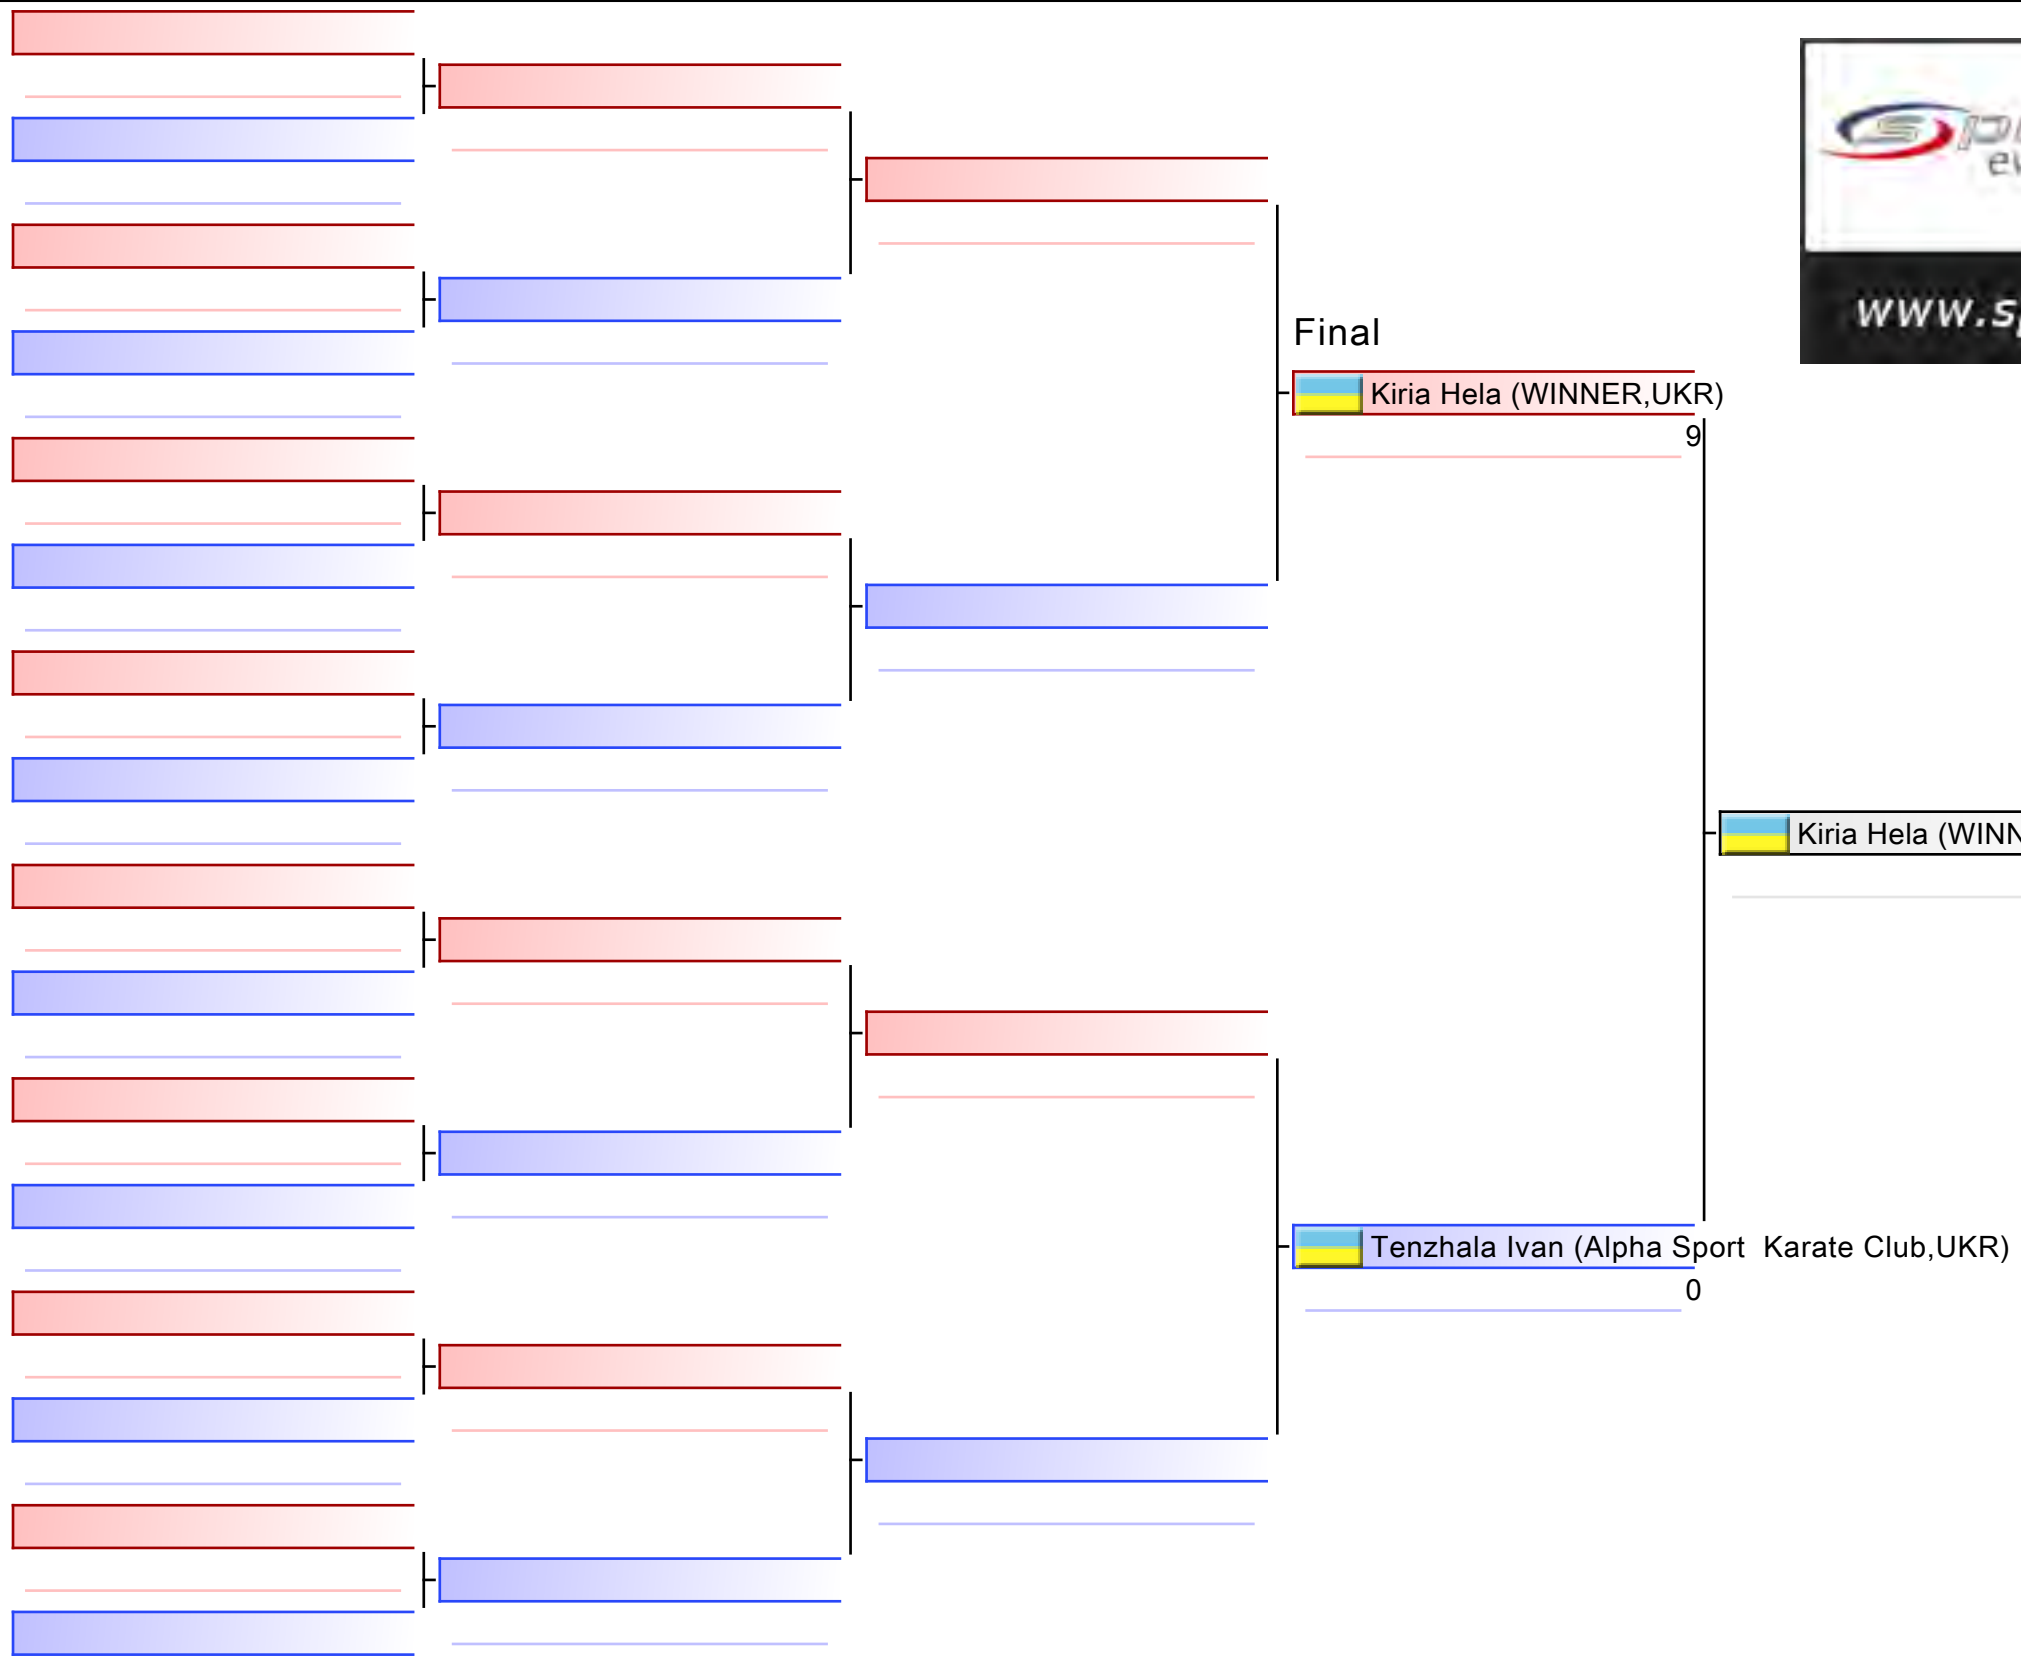 Final
Kiria Hela (WINNER,UKR)
9
Kiria Hela (WINN
Tenzhala Ivan (Alpha Sport  Karate Club,UKR)
0